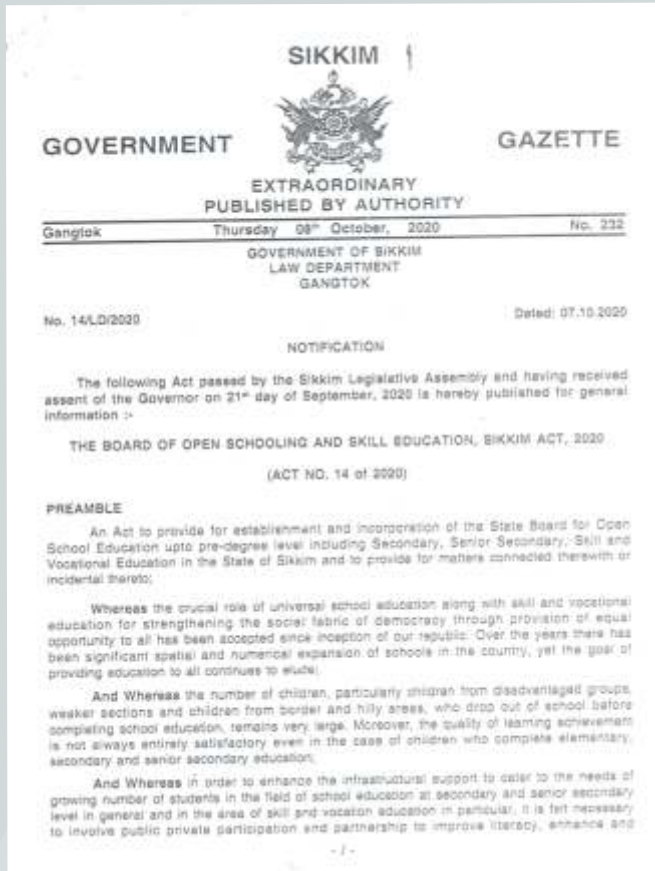 SIKKIM
GOVERNMENT GAZETTE
EXTRAORDINARY
PUBLISHED BY AUTHORITY
Gangtok Thursday 08th October, 2020 No. 232
GOVERNMENT OF SIKKIM
LAW DEPARTMENT
GANGTOK
No. 14/LD/2020 Dated: 07.10.2020
NOTIFICATION
The following Act passed by the Sikkim Legislative Assembly and having received
assent of the Governor on 21st day of September, 2020 is hereby published for general
information :-
THE BOARD OF OPEN SCHOOLING AND SKILL EDUCATION, SIKKIM ACT, 2020
(ACT NO. 14 of 2020)
PREAMBLE
An Act to provide for establishment and incorporation of the State Board for Open
School Education upto pre-degree level including Secondary, Senior Secondary, Skill and
Vocational Education in the State of Sikkim and to provide for matters connected therewith or
incidental thereto;
Whereas the crucial role of universal school education along with skill and vocational
education for strengthening the social fabric of democracy through provision of equal
opportunity to all has been accepted since inception of our republic. Over the years there has
been significant spatial and numerical expansion of schools in the country, yet the goal of
providing education to all continues to elude;
And Whereas the number of children, particularly children from disadvantaged groups,
weaker sections and children from border and hilly areas, who drop out of school before
completing school education, remains very large. Moreover, the quality of learning achievement
is not always entirely satisfactory even in the case of children who complete elementary,
secondary and senior secondary education;
And Whereas in order to enhance the infrastructural support to cater to the needs of
growing number of students in the field of school education at secondary and senior secondary
level in general and in the area of skill and vocation education in particular, it is felt necessary
to involve public private participation and partnership to improve literacy, enhance and
- 1 -